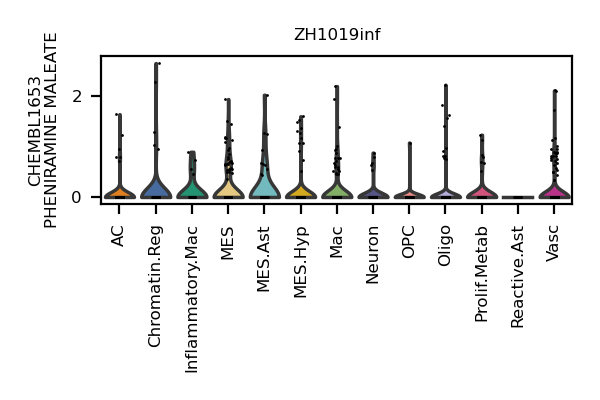 ZH1019inf
CHEMBL1653
PHENIRAMINE MALEATE
2
0
AC
Chromatin.Reg
Inflammatory.Mac
MES
MES.Ast
MES.Hyp
Mac
Neuron
OPC
Oligo
Prolif.Metab
Reactive.Ast
Vasc